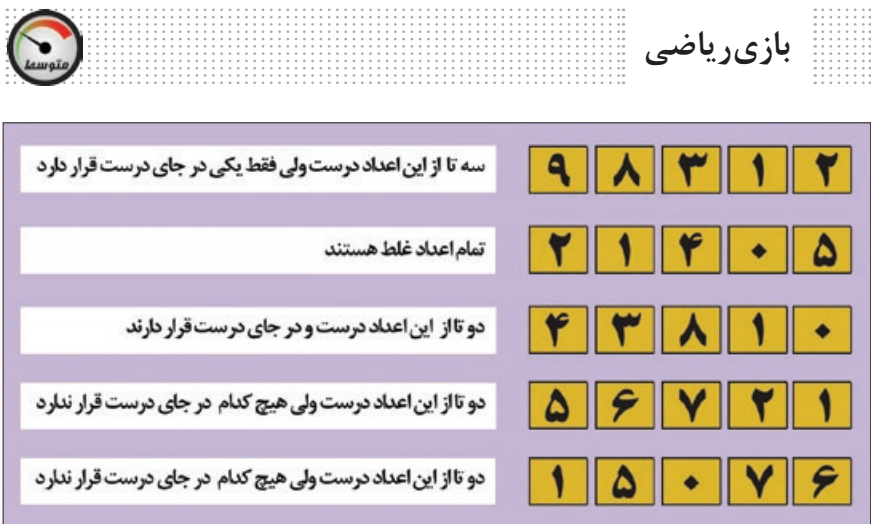 بازی ریاضی
متوسط
۹ ۸ ۳ ۱ ۲
سه تا از این اعداد درست ولی فقط یکی در جای درست قرار دارد
۲ ۱ ۴ ۰ ۵
تمام اعداد غلط هستند
۴ ۳ ۸ ۱ ۰
دو تا از این اعداد درست و در جای درست قرار دارند
۵ ۶ ۷ ۲ ۱
دو تا از این اعداد درست ولی هیچ کدام در جای درست قرار ندارد
۱ ۵ ۰ ۷ ۶
دو تا از این اعداد درست ولی هیچ کدام در جای درست قرار ندارد